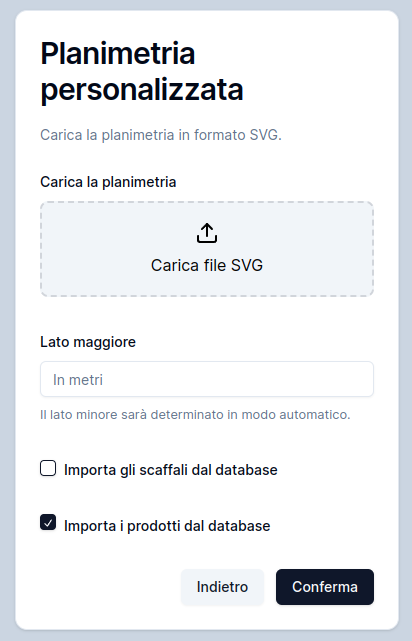 Planimetria
personalizzata
Carica la planimetria in formato SVG.
Carica la planimetria
Carica file SVG
Lato maggiore
In metri
Il lato minore sarà determinato in modo automatico.
Importa gli scaffali dal database
Importa i prodotti dal database
Indietro
Conferma